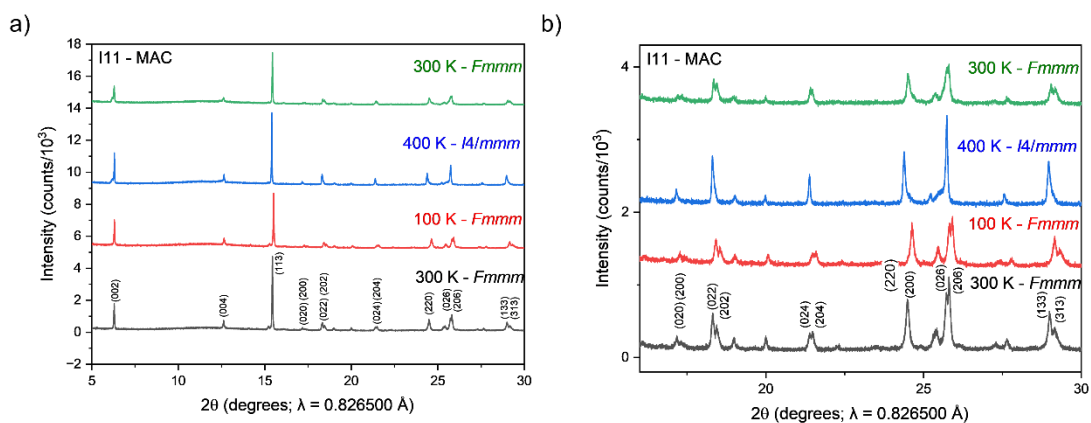 a)
I11 - MAC
300 K - Fmmm
400 K - I4/mmm
100 K - Fmmm
300 K - Fmmm
(002)
(004)
(113)
(020) (200)
(022) (202)
(024) (204)
(220)
(026)
(206)
(133)
(313)
18
16
14
12
10
8
6
4
2
0
−2
5
10
15
20
25
30
Intensity (counts/10³)
2θ (degrees; λ = 0.826500 Å)
b)
I11 - MAC
300 K - Fmmm
400 K - I4/mmm
100 K - Fmmm
300 K - Fmmm
(020) (200)
(022)
(202)
(024)
(204)
(220)
(200)
(026)
(206)
(133)
(313)
4
2
0
20
25
30
Intensity (counts/10³)
2θ (degrees; λ = 0.826500 Å)